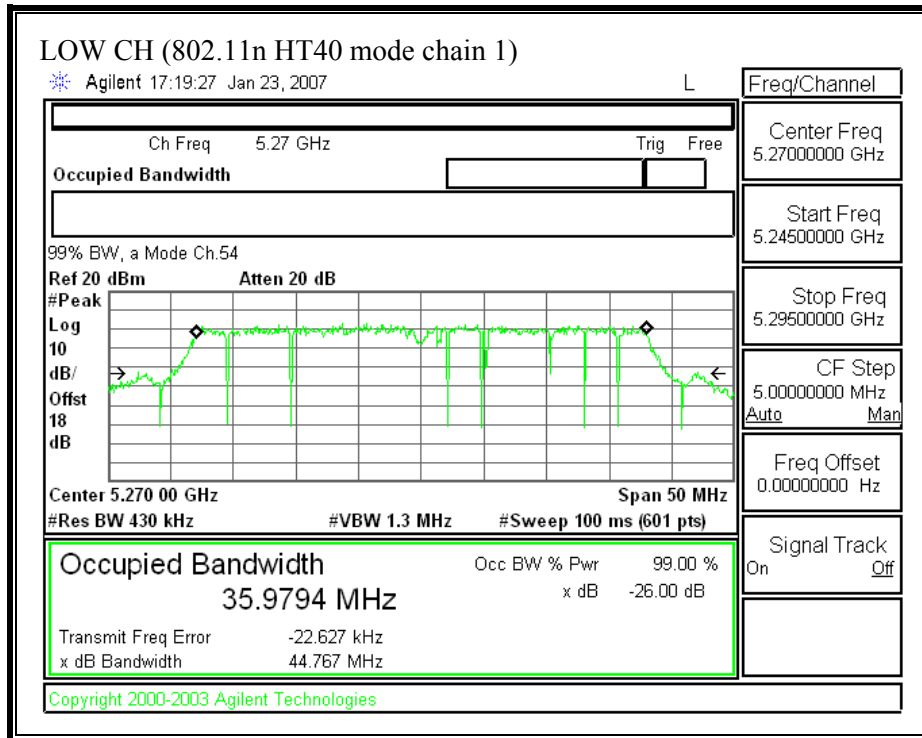 LOW CH (802.11n HT40 mode chain 1)
Agilent 17:19:27 Jan 23, 2007 L
Freq/Channel
Ch Freq 5.27 GHz Trig Free
Occupied Bandwidth
Center Freq
5.27000000 GHz
Start Freq
5.24500000 GHz
Stop Freq
5.29500000 GHz
CF Step
5.00000000 MHz
Auto Man
Freq Offset
0.00000000 Hz
Signal Track
On Off
99% BW, a Mode Ch.54
Ref 20 dBm Atten 20 dB
#Peak
Log
10
dB/
Offst
18
dB
Center 5.270 00 GHz Span 50 MHz
#Res BW 430 kHz #VBW 1.3 MHz #Sweep 100 ms (601 pts)
Occupied Bandwidth Occ BW % Pwr 99.00 %
35.9794 MHz x dB -26.00 dB
Transmit Freq Error -22.627 kHz
x dB Bandwidth 44.767 MHz
Copyright 2000-2003 Agilent Technologies